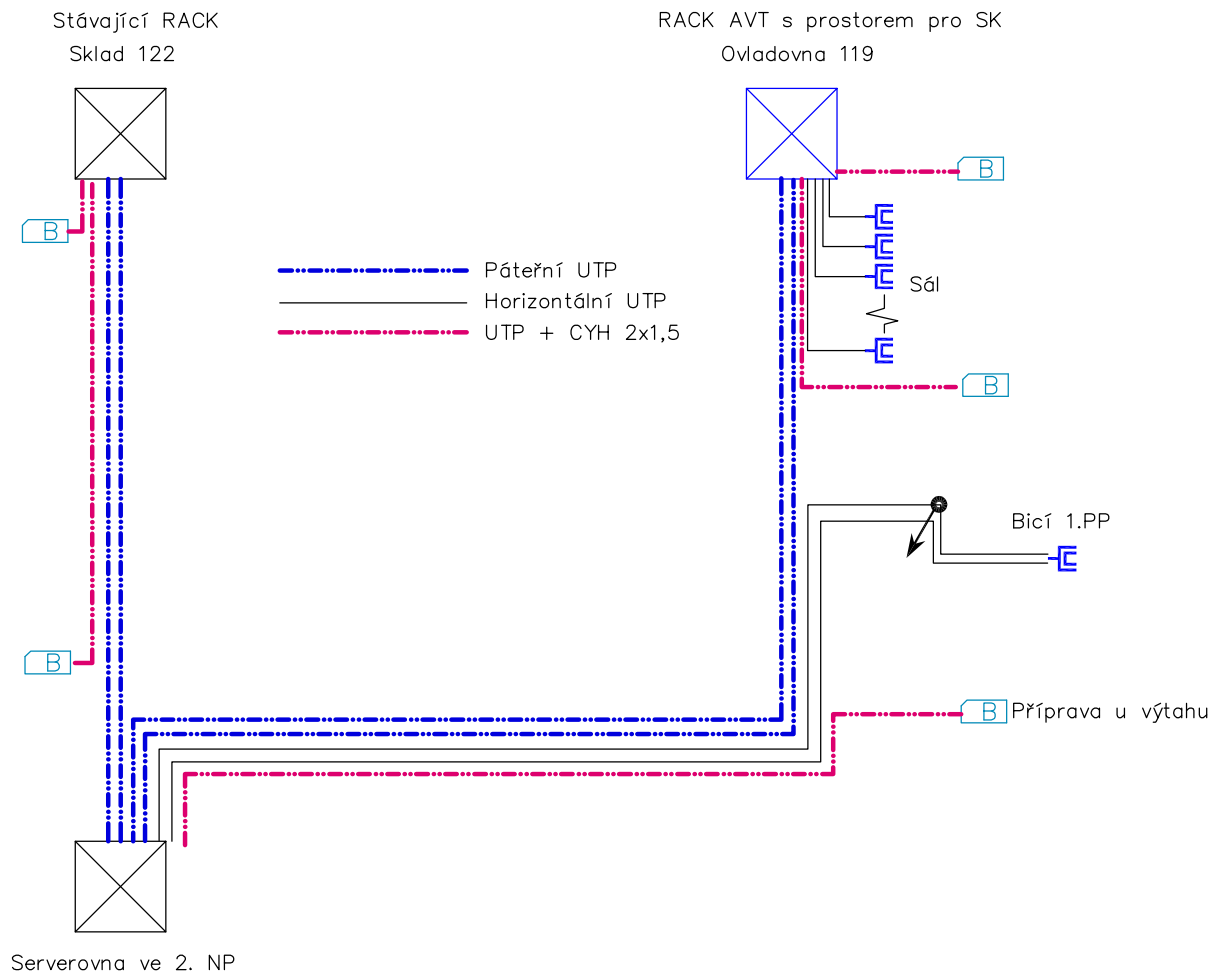 Stávající RACK
Sklad 122
RACK AVT s prostorem pro SK
Ovladovna 119
B
B
Páteřní UTP
Horizontální UTP
UTP + CYH 2x1,5
Sál
B
Bicí 1.PP
B
B Příprava u výtahu
Serverovna ve 2. NP